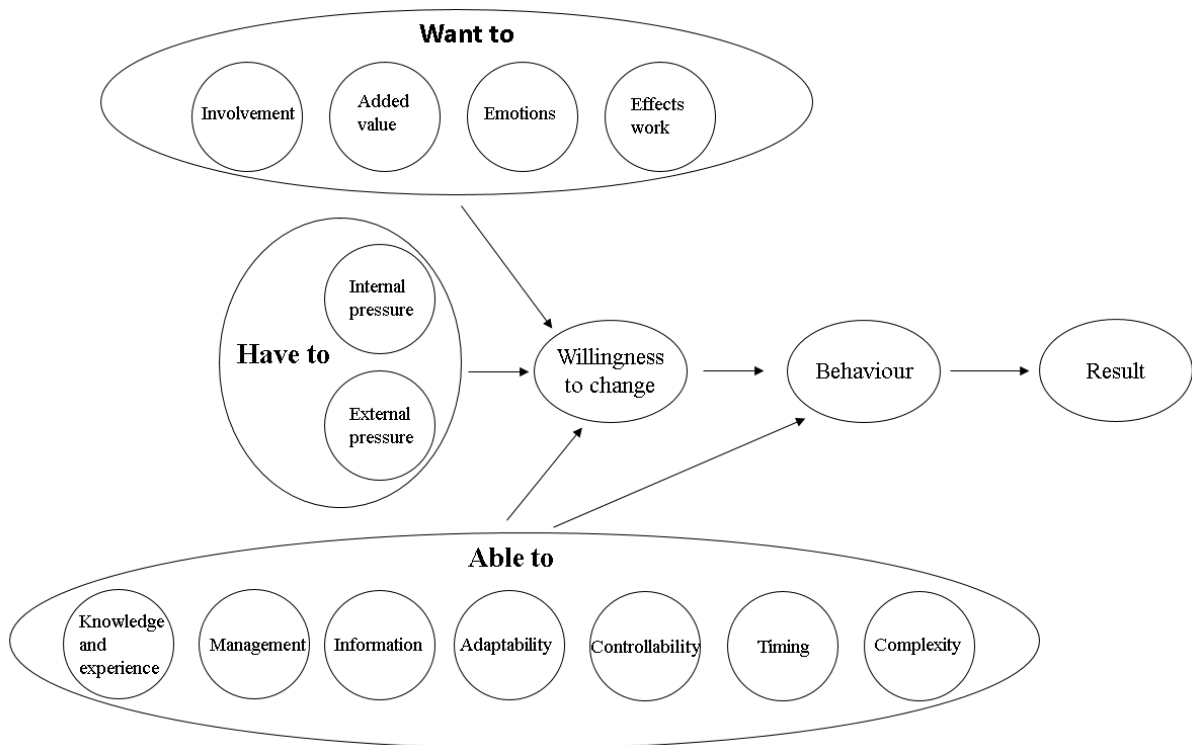 Want to
Involvement
Added
value
Emotions
Effects
work
Internal
pressure
Have to
External
pressure
Willingness
to change
Behaviour
Result
Able to
Knowledge
and
experience
Management
Information
Adaptability
Controllability
Timing
Complexity